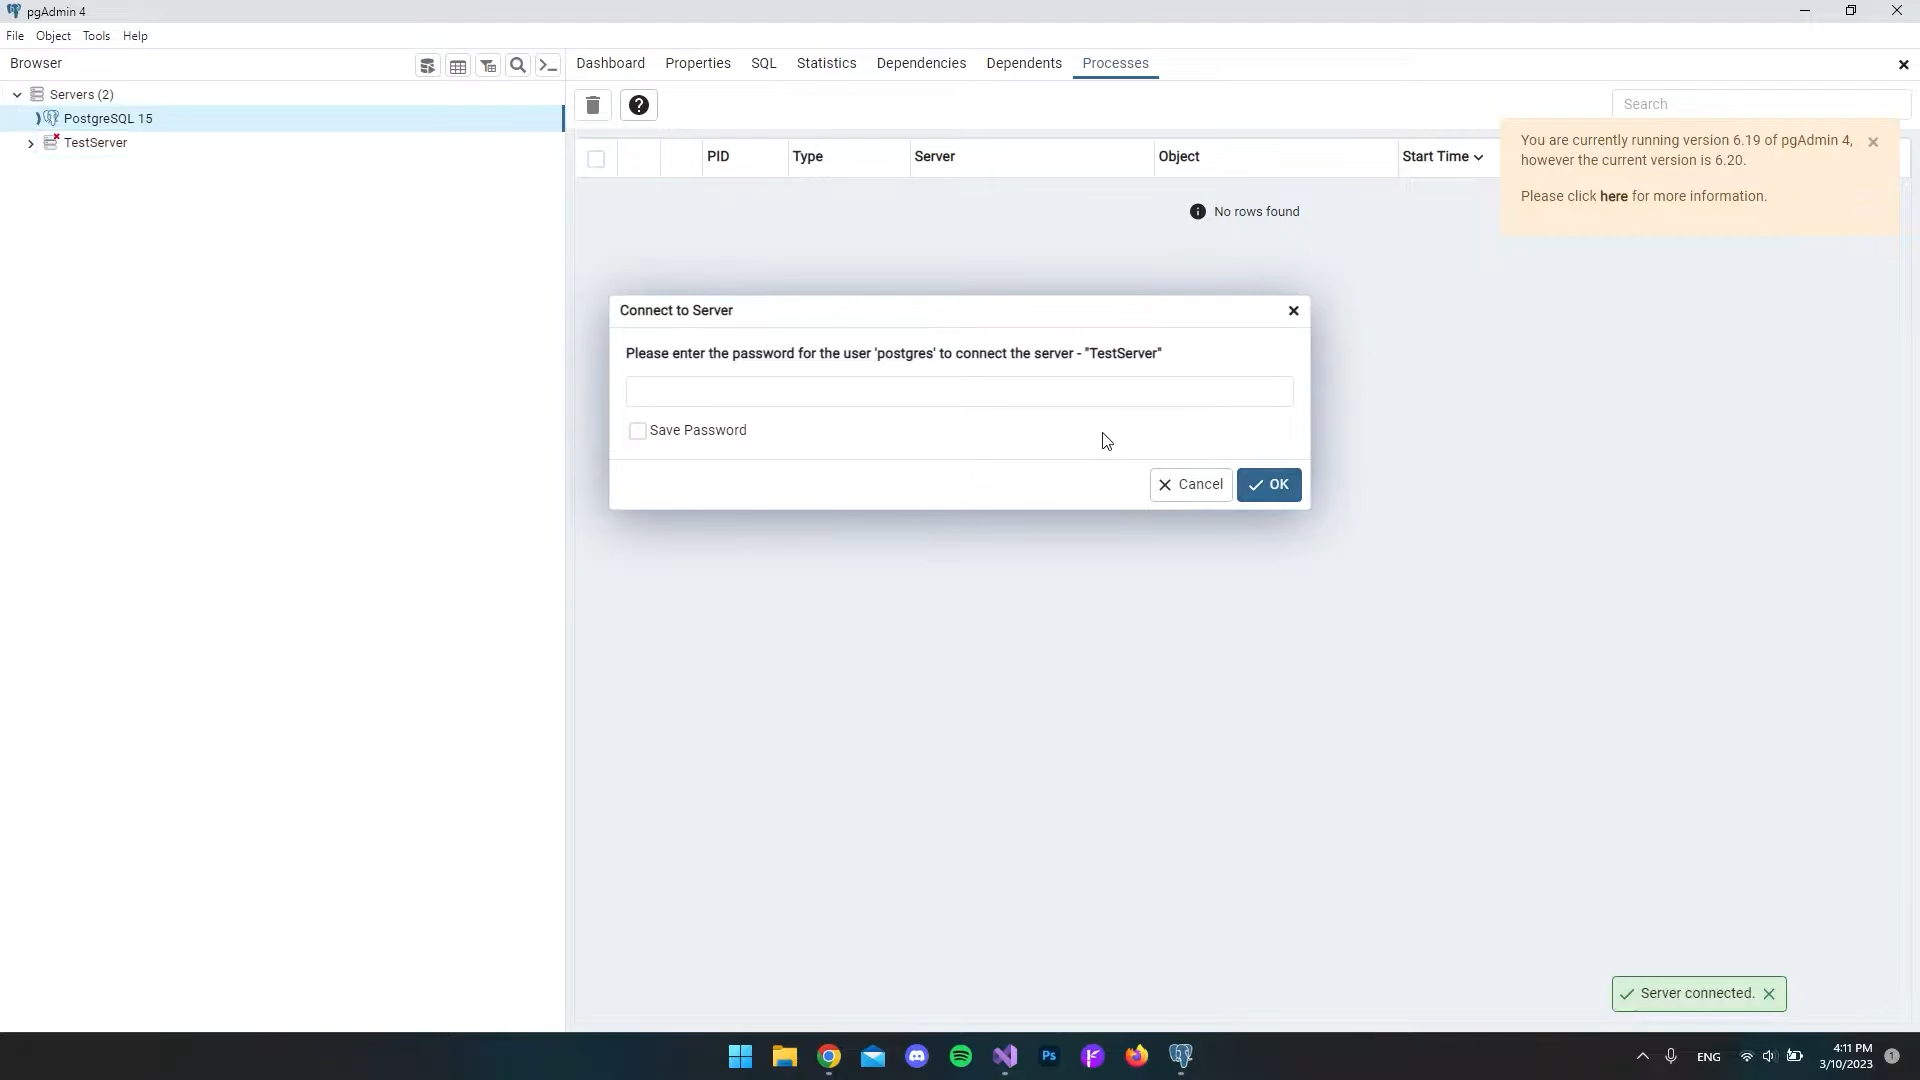 pgAdmin 4
File Object Tools Help
Browser
Dashboard Properties SQL Statistics Dependencies Dependents Processes
Servers (2)
PostgreSQL 15
TestServer
Search
PID Type Server Object Start Time
No rows found
You are currently running version 6.19 of pgAdmin 4,
however the current version is 6.20.
Please click here for more information.
Connect to Server
Please enter the password for the user 'postgres' to connect the server - "TestServer"
Save Password
Cancel OK
Server connected.
Ps
ENG
4:11 PM
3/10/2023
1